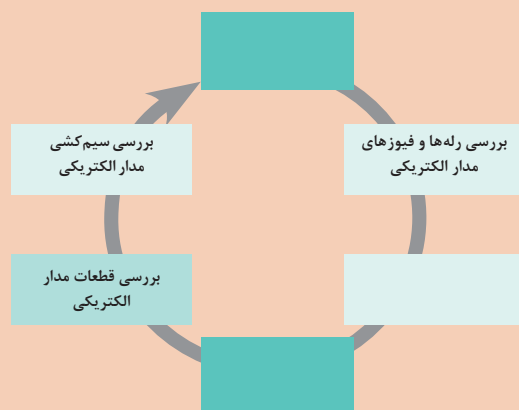 بررسی رله‌ها و فیوزهای
مدار الکتریکی
بررسی سیم‌کشی
مدار الکتریکی
بررسی قطعات مدار
الکتریکی